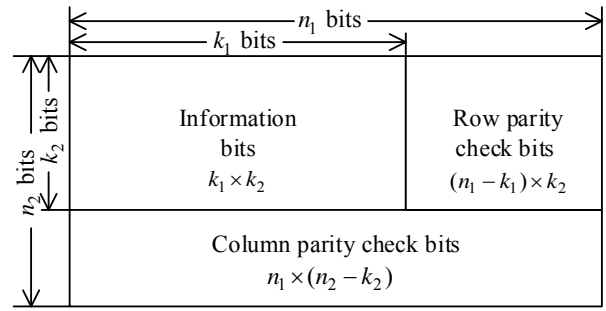 n₁ bits
k₁ bits
n₂ bits
k₂ bits
Information
bits
k₁ × k₂
Row parity
check bits
(n₁ − k₁) × k₂
Column parity check bits
n₁ × (n₂ − k₂)